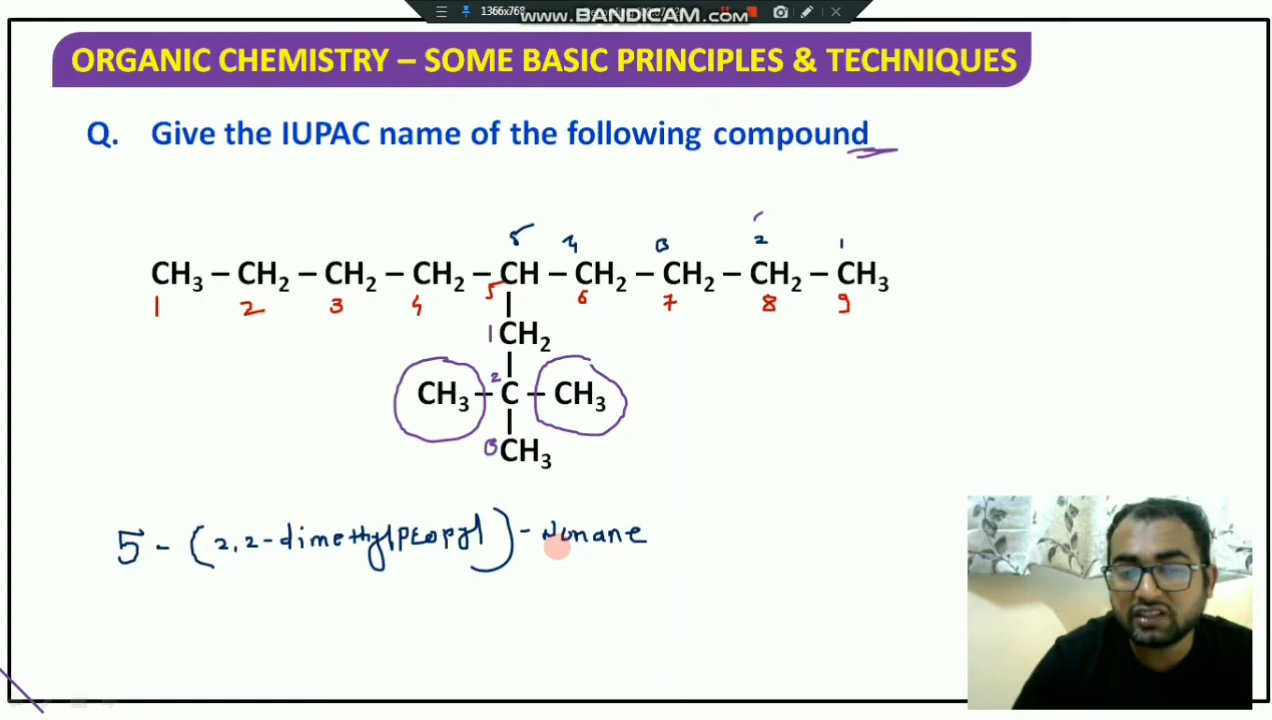 1366x768
www.BANDICAM.com
ORGANIC CHEMISTRY – SOME BASIC PRINCIPLES & TECHNIQUES
Q. Give the IUPAC name of the following compound
5 4 3 2 1
CH₃ – CH₂ – CH₂ – CH₂ – CH – CH₂ – CH₂ – CH₂ – CH₃
1 2 3 4 5 6 7 8 9
1 CH₂
CH₃ – 2 C – CH₃
3 CH₃
5 - (2,2-dimethylpropyl) - Nonane